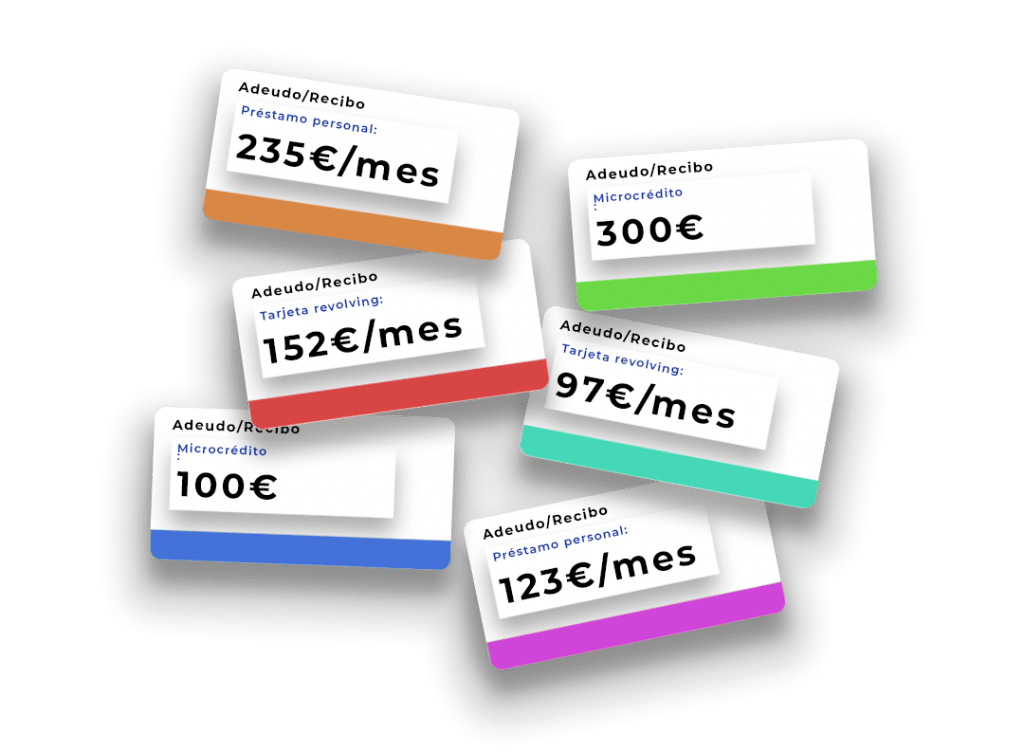 Adeudo/Recibo
Préstamo personal:
235€/mes
Adeudo/Recibo
Microcrédito
:
300€
Adeudo/Recibo
Tarjeta revolving:
152€/mes
Adeudo/Recibo
Tarjeta revolving:
97€/mes
Adeudo/Recibo
Microcrédito
:
100€
Adeudo/Recibo
Préstamo personal:
123€/mes